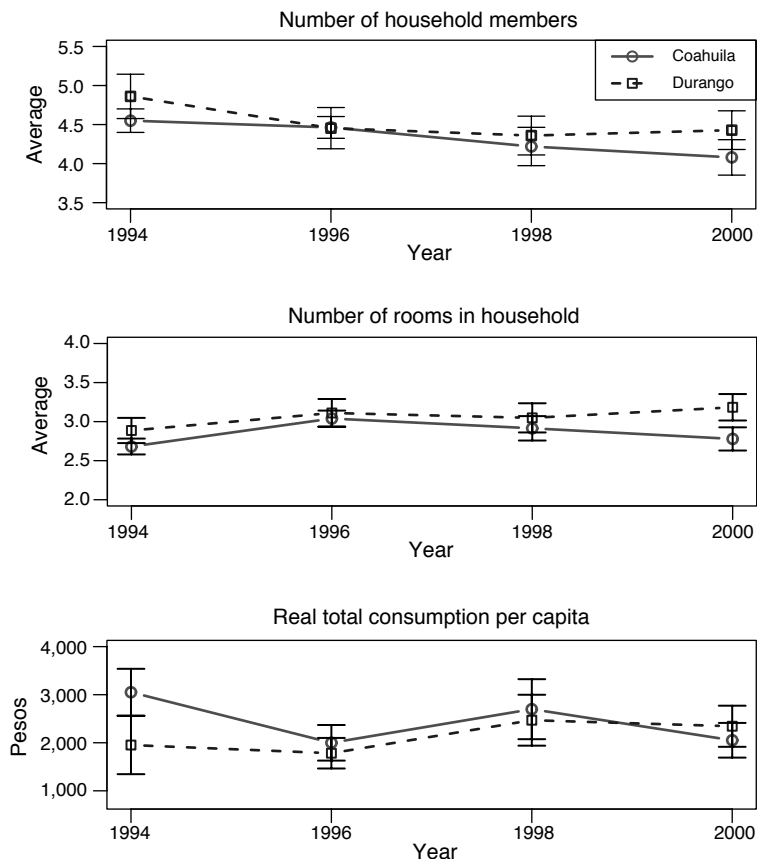 Number of household members
5.5
5.0
4.5
4.0
3.5
Average
Coahuila
Durango
1994 1996 1998 2000
Year
Number of rooms in household
4.0
3.5
3.0
2.5
2.0
Average
1994 1996 1998 2000
Year
Real total consumption per capita
4,000
3,000
2,000
1,000
Pesos
1994 1996 1998 2000
Year